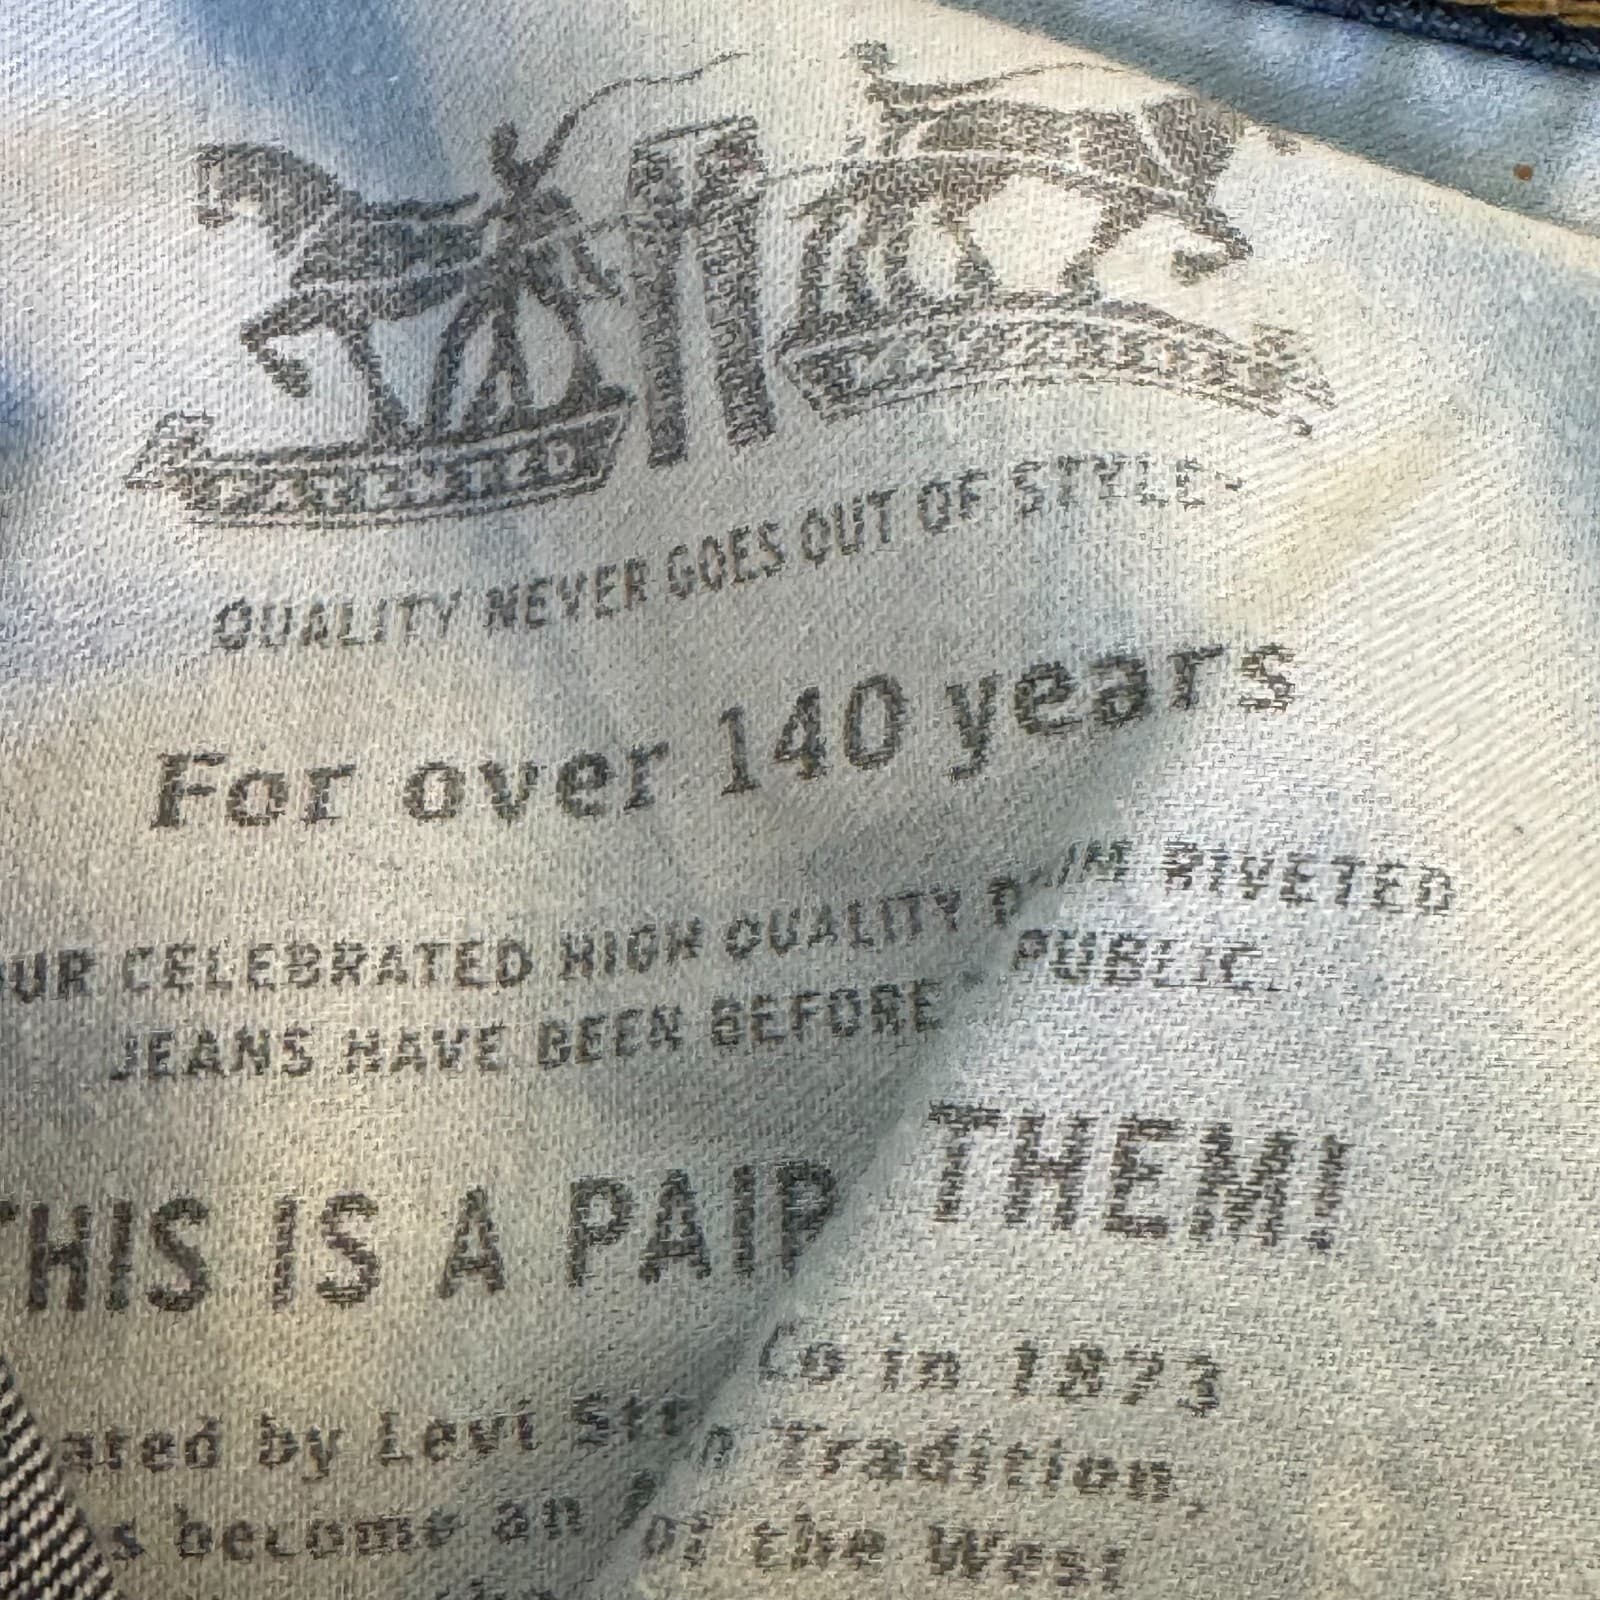 PATENTED
QUALITY NEVER GOES OUT OF STYLE
For over 140 years
OUR CELEBRATED HIGH QUALITY RIVETED
JEANS HAVE BEEN BEFORE PUBLIC
THIS IS A PAIR THEM!
by Levi Co in 1873
become an Tradition
of the West